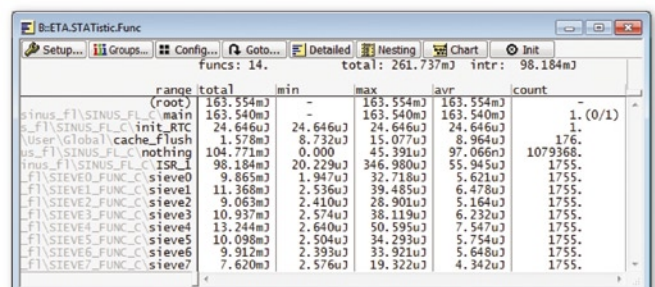 B::ETA.STATistic.Func
Setup... Groups... Config... Goto... Detailed Nesting Chart Init
funcs: 14. total: 261.737mJ intr: 98.184mJ
range total min max avr count
(root) 163.554mJ - 163.554mJ 163.554mJ -
sinus_fl\SINUS_FL_C\main 163.540mJ - 163.540mJ 163.540mJ 1.(0/1)
s_fl\SINUS_FL_C\init_RTC 24.646uJ 24.646uJ 24.646uJ 24.646uJ 1.
\User\Global\cache_flush 1.578mJ 8.732uJ 15.077uJ 8.964uJ 176.
us_fl\SINUS_FL_C\nothing 104.771mJ 0.000 45.391uJ 97.066nJ 1079368.
inus_fl\SINUS_FL_C\ISR_1 98.184mJ 20.229uJ 346.980uJ 55.945uJ 1755.
_fl\SIEVE0_FUNC_C\sieve0 9.865mJ 1.947uJ 32.718uJ 5.621uJ 1755.
_fl\SIEVE1_FUNC_C\sieve1 11.368mJ 2.536uJ 39.485uJ 6.478uJ 1755.
_fl\SIEVE2_FUNC_C\sieve2 9.063mJ 2.410uJ 28.901uJ 5.164uJ 1755.
_fl\SIEVE3_FUNC_C\sieve3 10.937mJ 2.574uJ 38.119uJ 6.232uJ 1755.
_fl\SIEVE4_FUNC_C\sieve4 13.244mJ 2.640uJ 50.595uJ 7.547uJ 1755.
_fl\SIEVE5_FUNC_C\sieve5 10.098mJ 2.504uJ 34.293uJ 5.754uJ 1755.
_fl\SIEVE6_FUNC_C\sieve6 9.912mJ 2.393uJ 33.921uJ 5.648uJ 1755.
_fl\SIEVE7_FUNC_C\sieve7 7.620mJ 2.576uJ 19.322uJ 4.342uJ 1755.